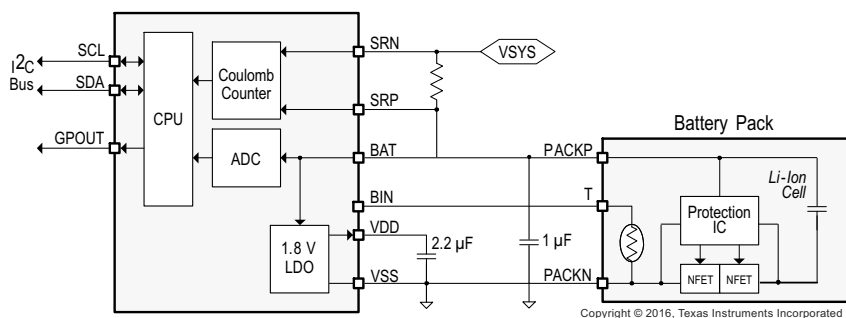 SCL
I2C
Bus
SDA
GPOUT
CPU
Coulomb
Counter
ADC
1.8 V
LDO
SRN
VSYS
SRP
BAT
BIN
VDD
2.2 µF
VSS
1 µF
Battery Pack
PACKP
T
PACKN
Li-Ion
Cell
Protection
IC
NFET
NFET
Copyright © 2016, Texas Instruments Incorporated